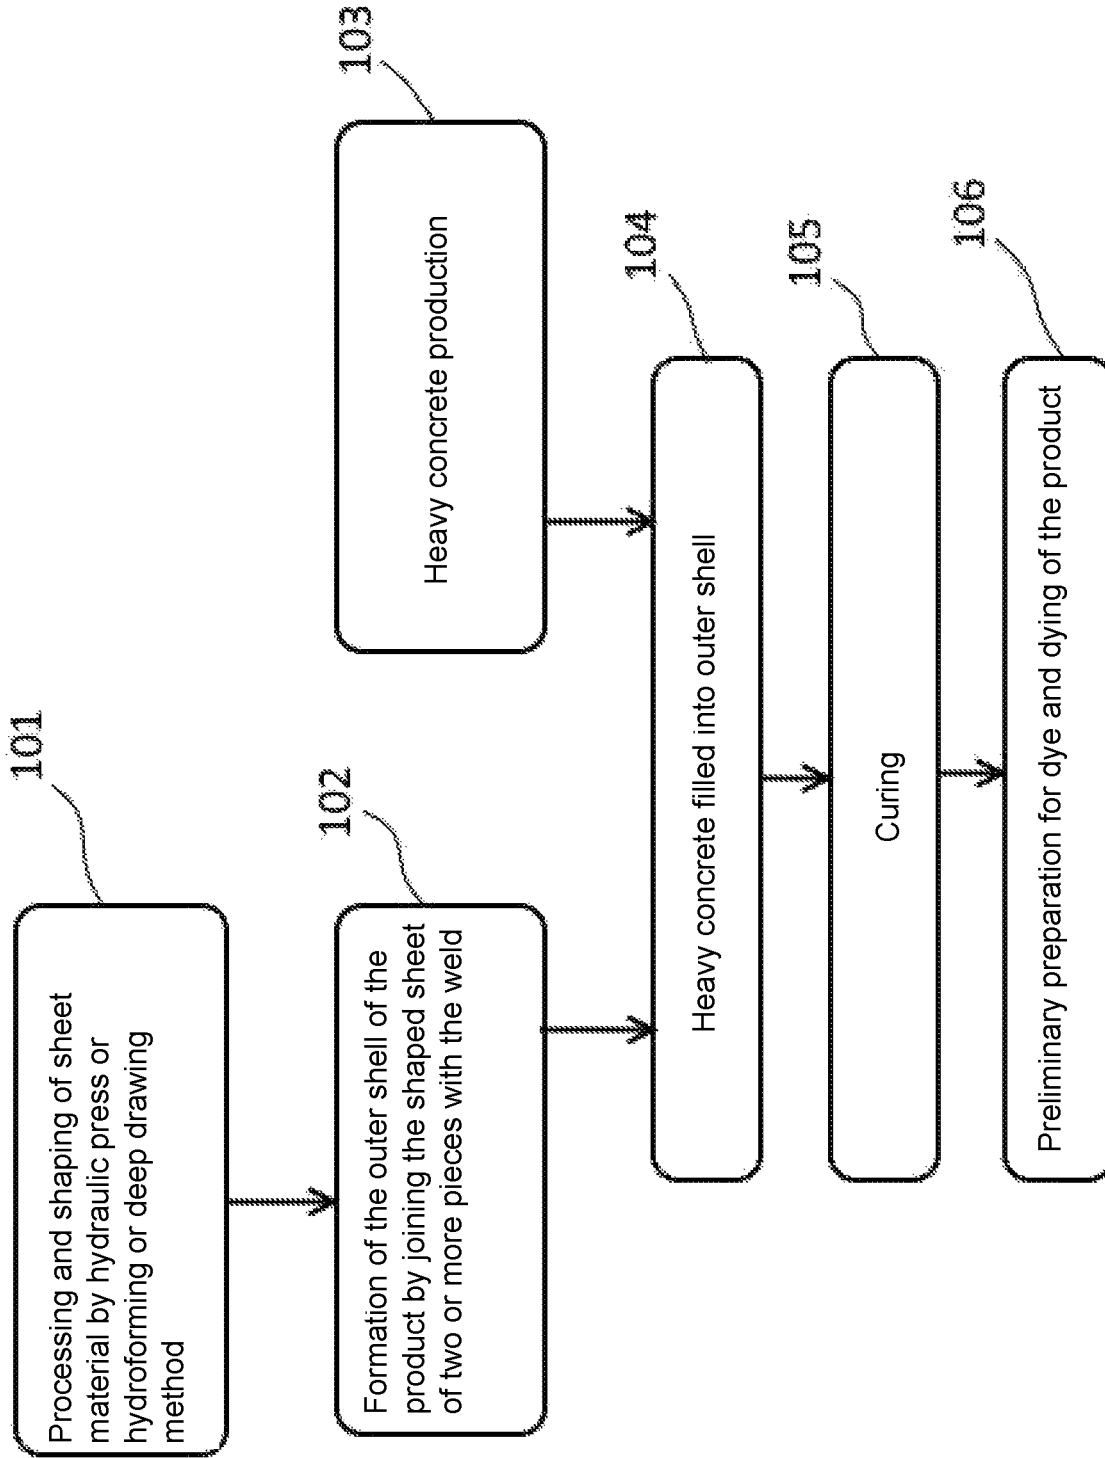 101
Processing and shaping of sheet
material by hydraulic press or
hydroforming or deep drawing
method
102
Formation of the outer shell of the
product by joining the shaped sheet
of two or more pieces with the weld
103
Heavy concrete production
104
Heavy concrete filled into outer shell
105
Curing
106
Preliminary preparation for dye and dying of the product